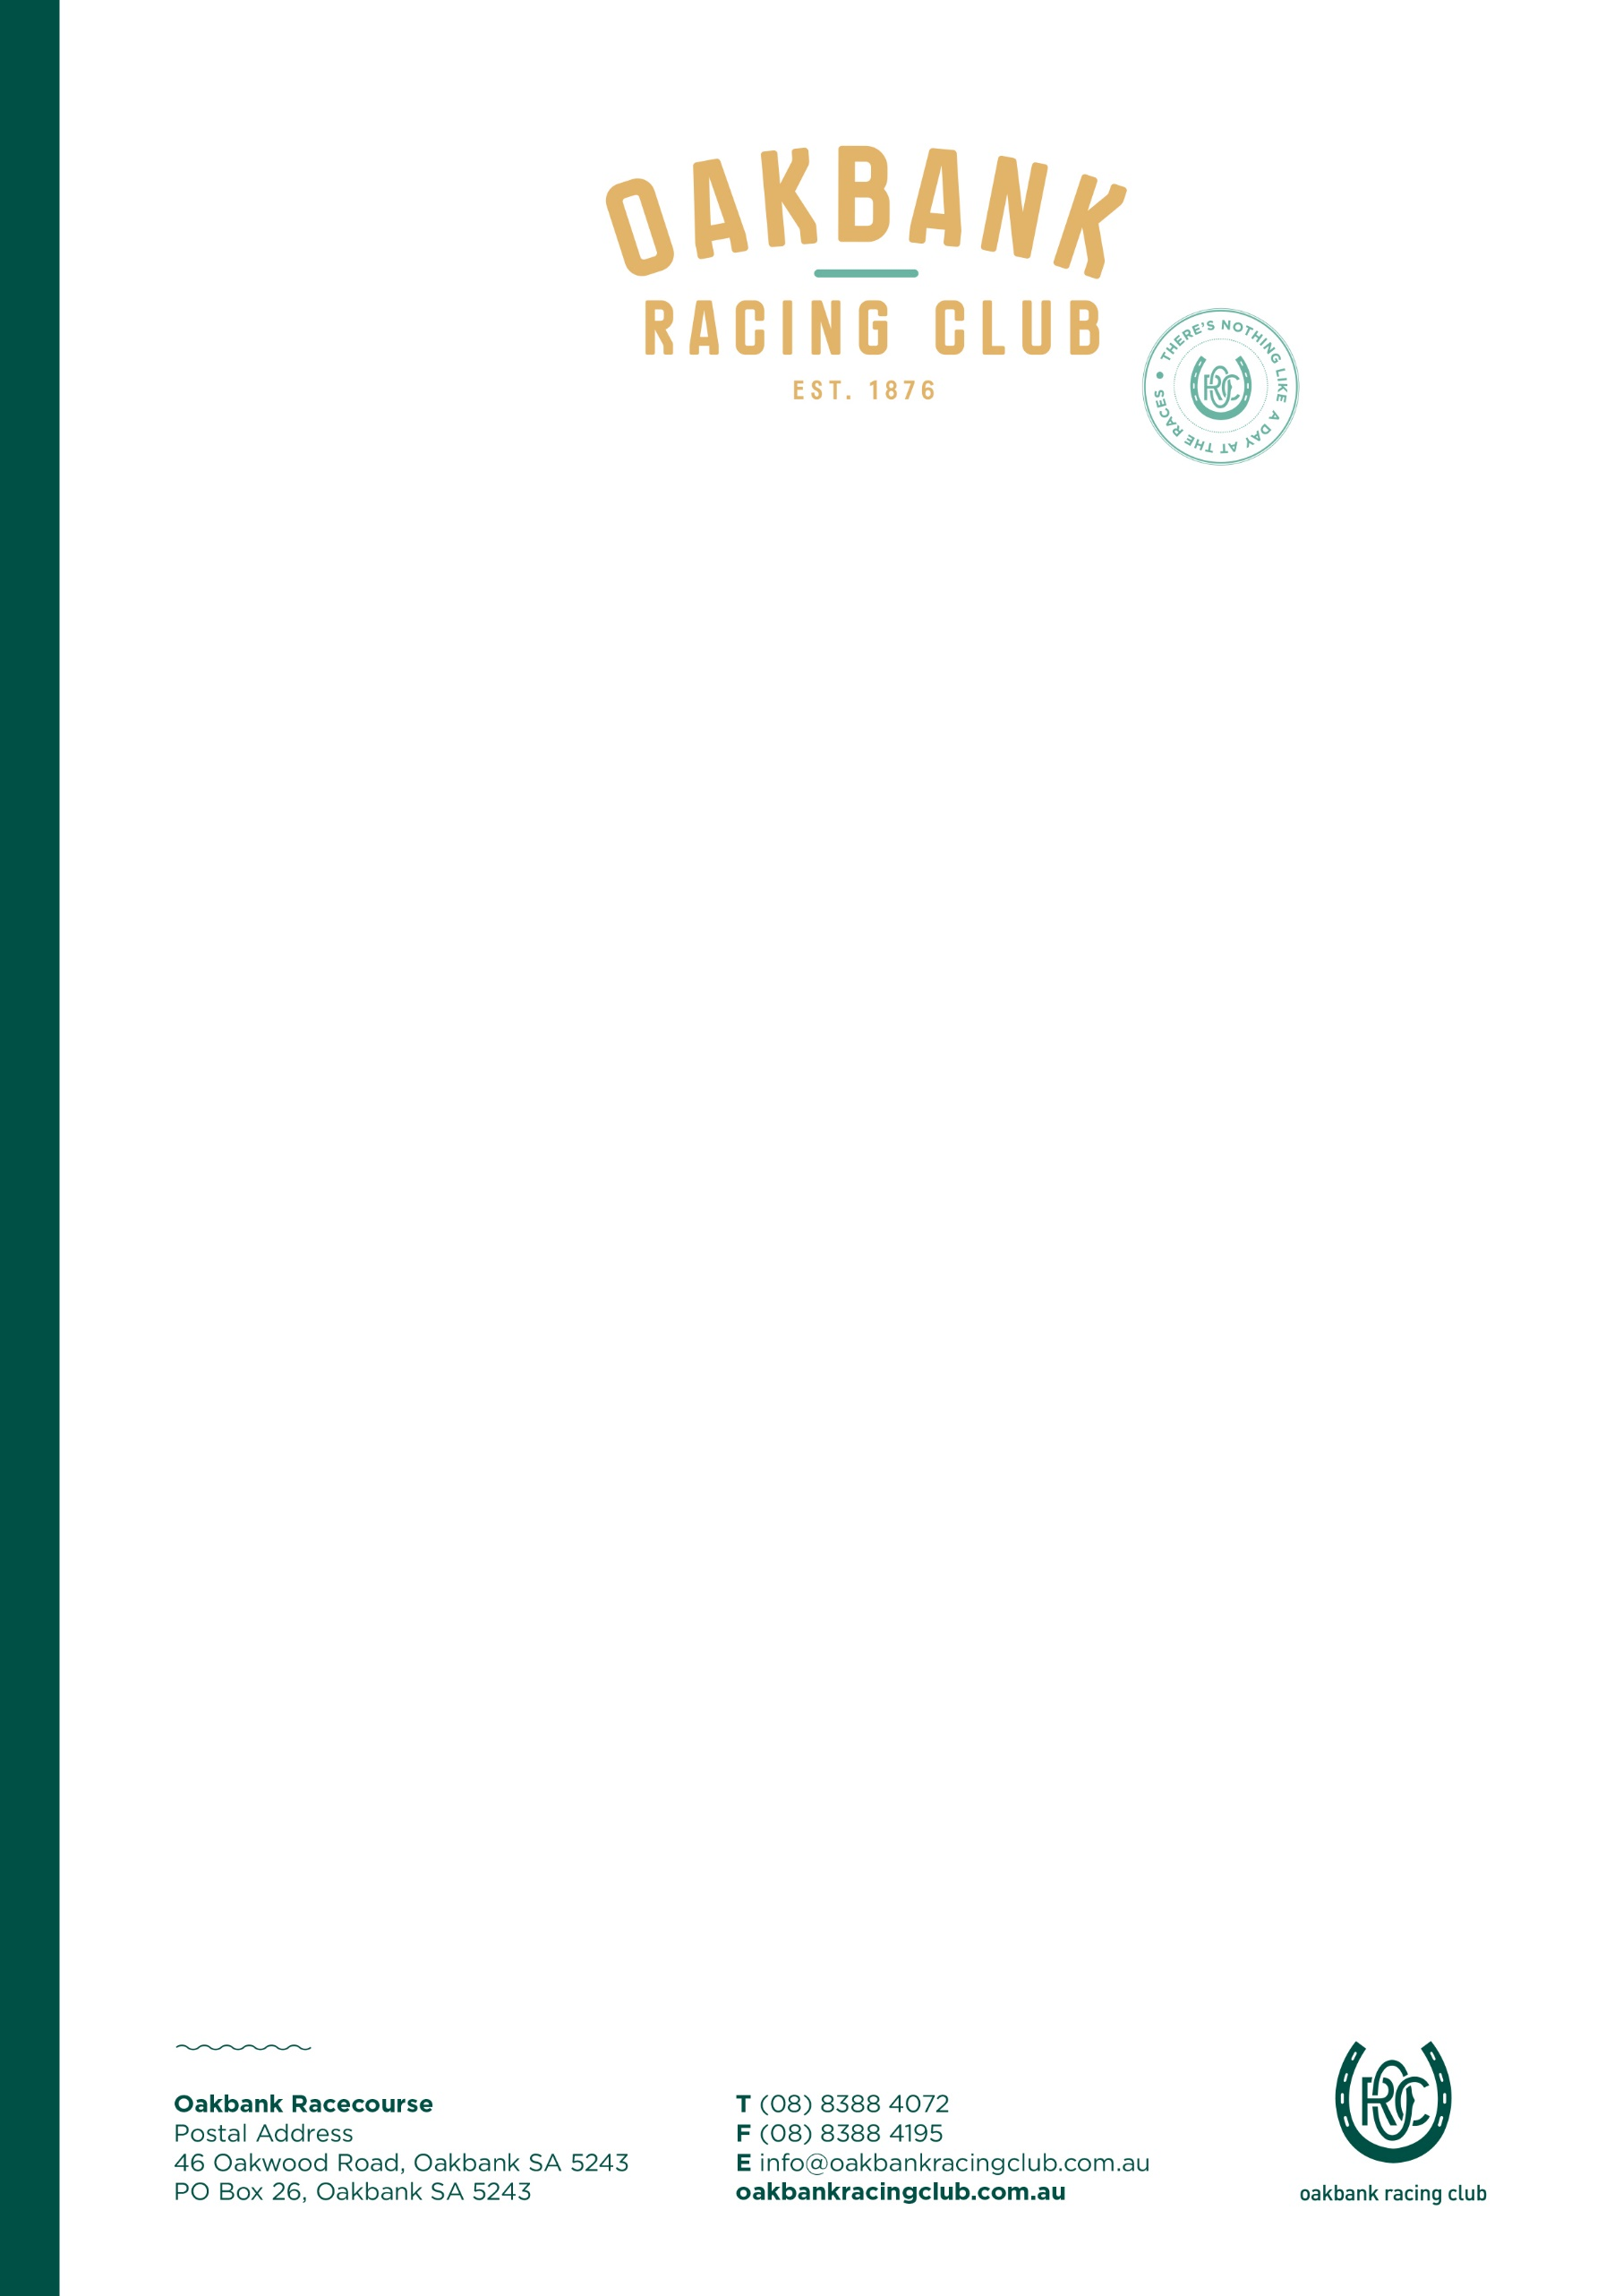 OAKBANK
RACING CLUB
EST. 1876
THERE'S NOTHING LIKE A DAY AT THE RACES •
ORC
Oakbank Racecourse
Postal Address
46 Oakwood Road, Oakbank SA 5243
PO Box 26, Oakbank SA 5243
T (08) 8388 4072
F (08) 8388 4195
E info@oakbankracingclub.com.au
oakbankracingclub.com.au
ORC
oakbank racing club